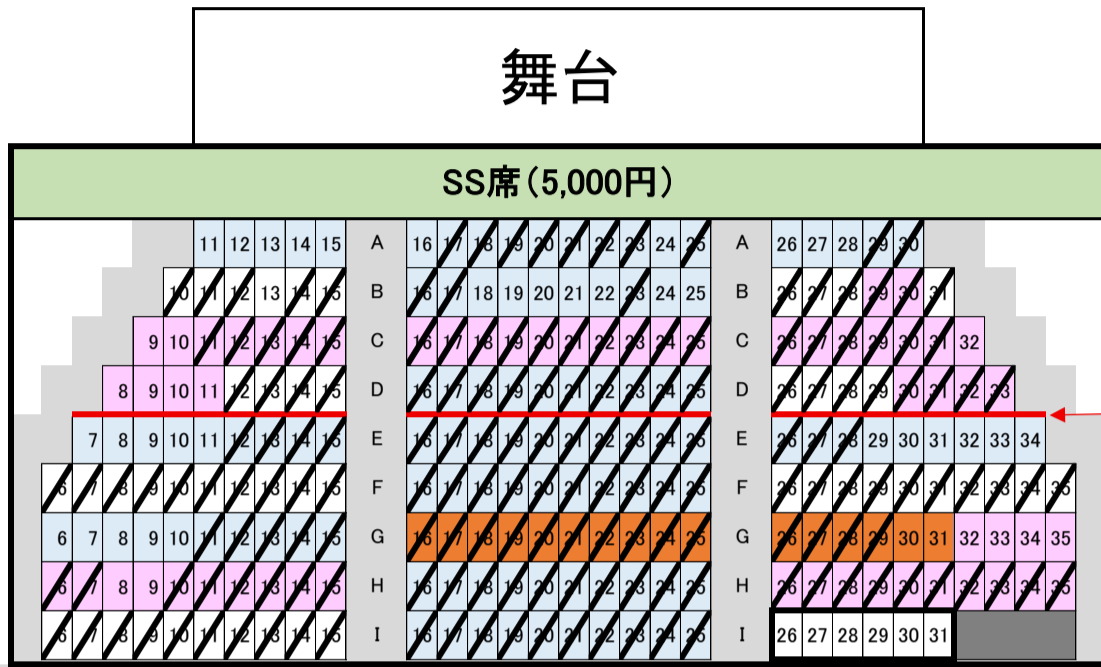 舞台
SS席(5,000円)
11 12 13 14 15 A 16 17 18 19 20 21 22 23 24 25 A 26 27 28 29 30
10 11 12 13 14 15 B 16 17 18 19 20 21 22 23 24 25 B 26 27 28 29 30 31
9 10 11 12 13 14 15 C 16 17 18 19 20 21 22 23 24 25 C 26 27 28 29 30 31 32
8 9 10 11 12 13 14 15 D 16 17 18 19 20 21 22 23 24 25 D 26 27 28 29 30 31 32 33
7 8 9 10 11 12 13 14 15 E 16 17 18 19 20 21 22 23 24 25 E 26 27 28 29 30 31 32 33 34
6 7 8 9 10 11 12 13 14 15 F 16 17 18 19 20 21 22 23 24 25 F 26 27 28 29 30 31 32 33 34 35
6 7 8 9 10 11 12 13 14 15 G 16 17 18 19 20 21 22 23 24 25 G 26 27 28 29 30 31 32 33 34 35
6 7 8 9 10 11 12 13 14 15 H 16 17 18 19 20 21 22 23 24 25 H 26 27 28 29 30 31 32 33 34 35
6 7 8 9 10 11 12 13 14 15 I 16 17 18 19 20 21 22 23 24 25 I 26 27 28 29 30 31